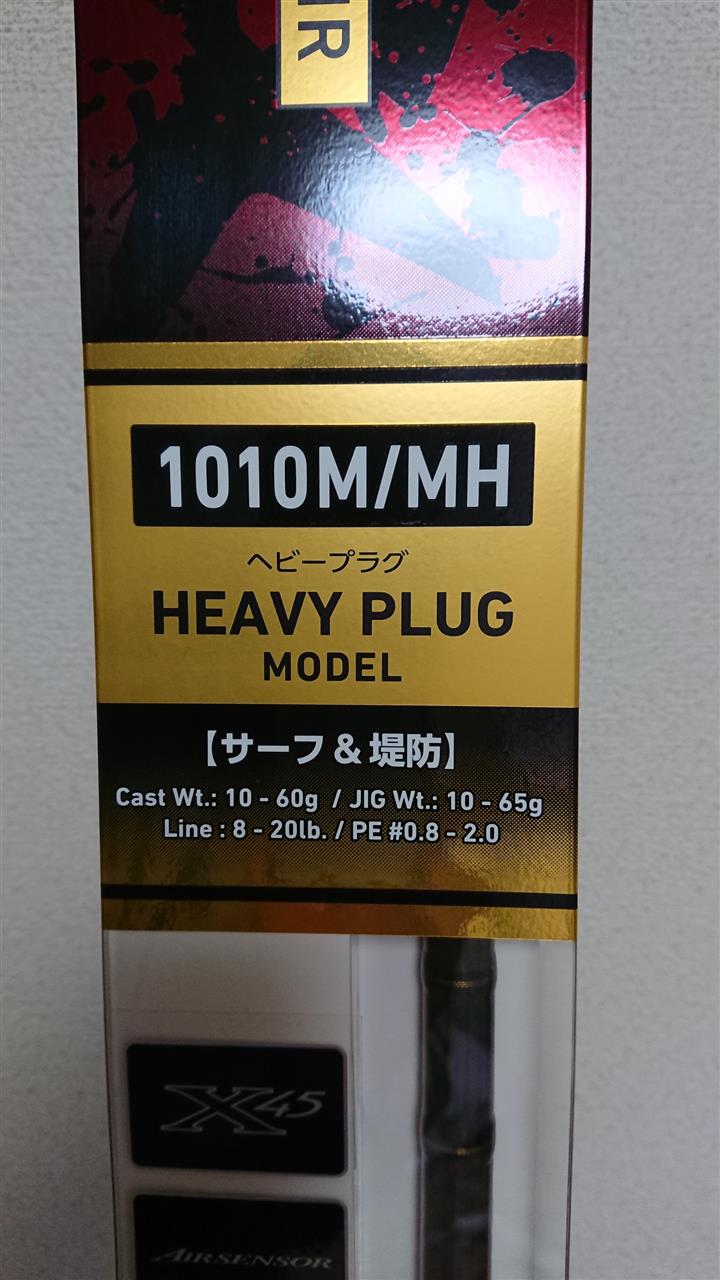 IR
1010M/MH
ヘビープラグ
HEAVY PLUG
MODEL
【サーフ & 堤防】
Cast Wt.: 10 - 60g / JIG Wt.: 10 - 65g
Line : 8 - 20lb. / PE #0.8 - 2.0
X45
AIRSENSOR